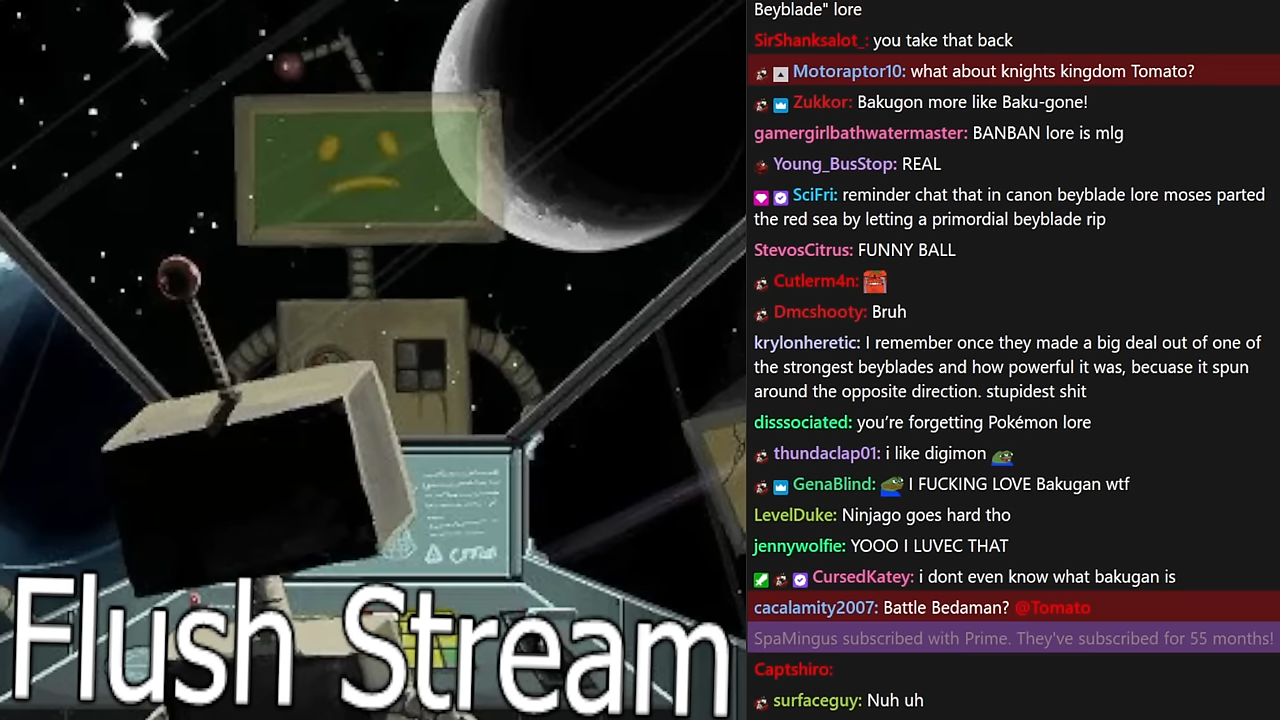 Beyblade" lore
SirShanksalot_: you take that back
Motoraptor10: what about knights kingdom Tomato?
Zukkor: Bakugon more like Baku-gone!
gamergirlbathwatermaster: BANBAN lore is mlg
Young_BusStop: REAL
SciFri: reminder chat that in canon beyblade lore moses parted
the red sea by letting a primordial beyblade rip
StevosCitrus: FUNNY BALL
Cutlerm4n:
Dmcshooty: Bruh
krylonheretic: I remember once they made a big deal out of one of
the strongest beyblades and how powerful it was, becuase it spun
around the opposite direction. stupidest shit
disssociated: you’re forgetting Pokémon lore
thundaclap01: i like digimon
GenaBlind: I FUCKING LOVE Bakugan wtf
LevelDuke: Ninjago goes hard tho
jennywolfie: YOOO I LUVEC THAT
CursedKatey: i dont even know what bakugan is
cacalamity2007: Battle Bedaman? @Tomato
SpaMingus subscribed with Prime. They've subscribed for 55 months!
Captshiro:
surfaceguy: Nuh uh
Flush Stream